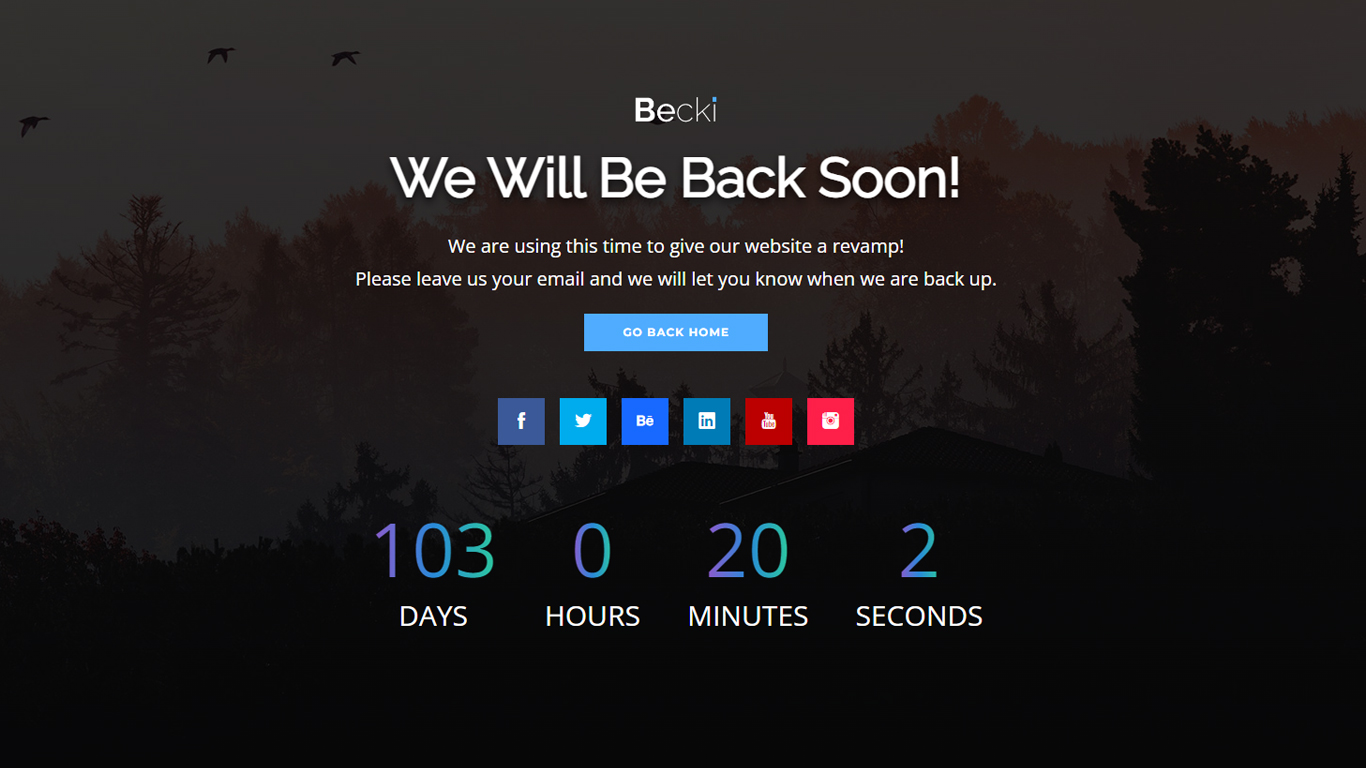 Becki
We Will Be Back Soon!
We are using this time to give our website a revamp!
Please leave us your email and we will let you know when we are back up.
GO BACK HOME
f Bē in You Tube
103 0 20 2
DAYS HOURS MINUTES SECONDS